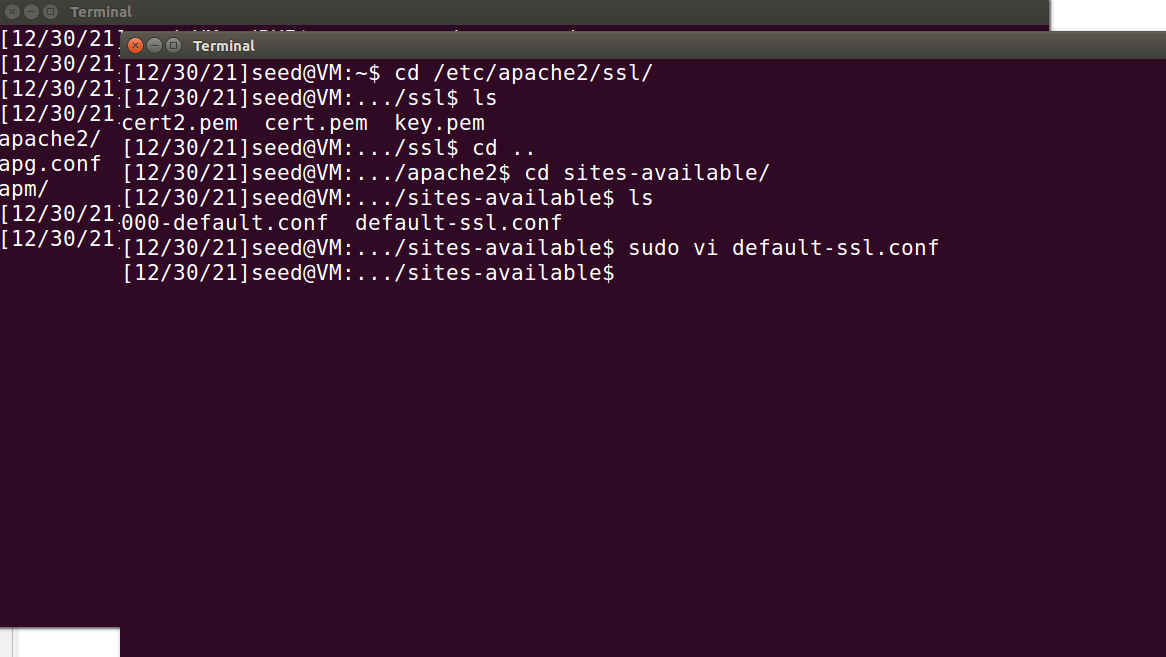 Terminal
[12/30/21]
[12/30/21]
[12/30/21]
[12/30/21]
apache2/
apg.conf
apm/
[12/30/21]
[12/30/21]
Terminal
[12/30/21]seed@VM:~$ cd /etc/apache2/ssl/
[12/30/21]seed@VM:.../ssl$ ls
cert2.pem  cert.pem  key.pem
[12/30/21]seed@VM:.../ssl$ cd ..
[12/30/21]seed@VM:.../apache2$ cd sites-available/
[12/30/21]seed@VM:.../sites-available$ ls
000-default.conf  default-ssl.conf
[12/30/21]seed@VM:.../sites-available$ sudo vi default-ssl.conf
[12/30/21]seed@VM:.../sites-available$